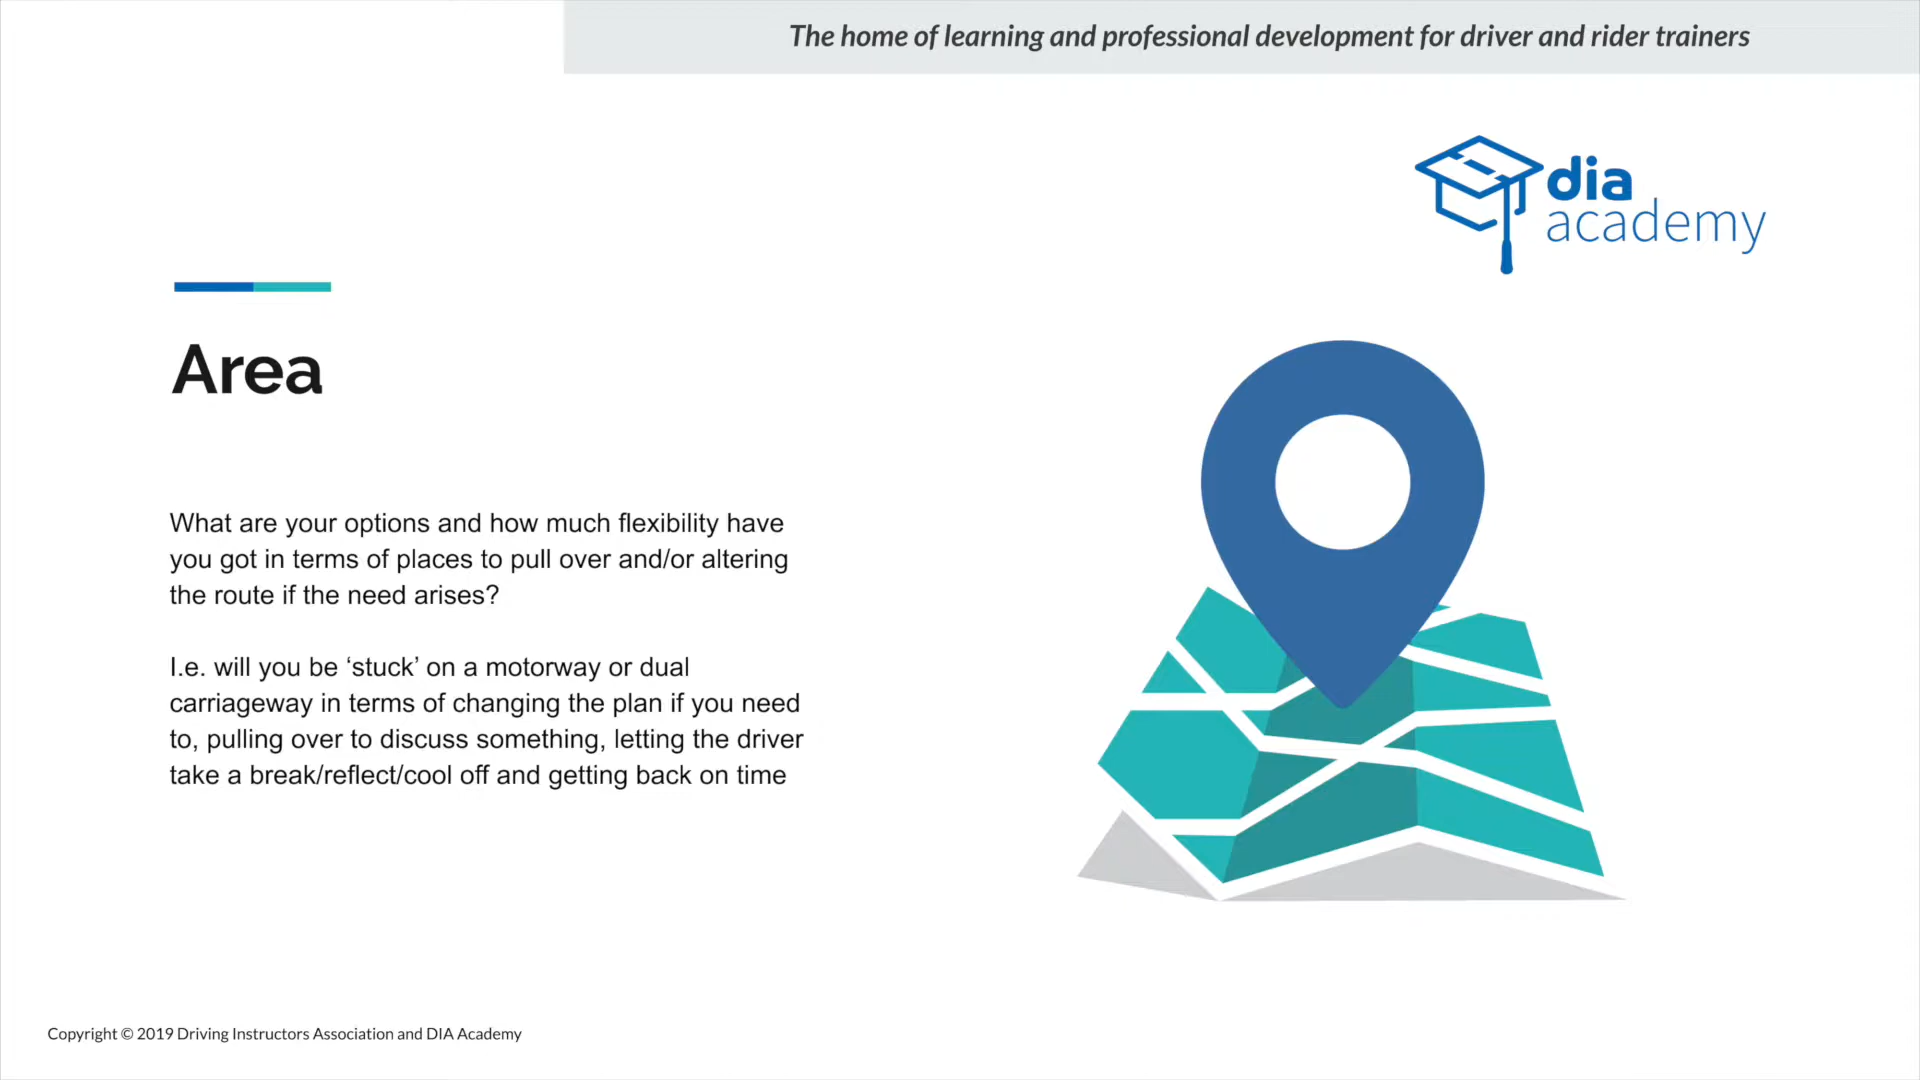 The home of learning and professional development for driver and rider trainers
dia
academy
Area
What are your options and how much flexibility have
you got in terms of places to pull over and/or altering
the route if the need arises?
I.e. will you be ‘stuck’ on a motorway or dual
carriageway in terms of changing the plan if you need
to, pulling over to discuss something, letting the driver
take a break/reflect/cool off and getting back on time
Copyright © 2019 Driving Instructors Association and DIA Academy